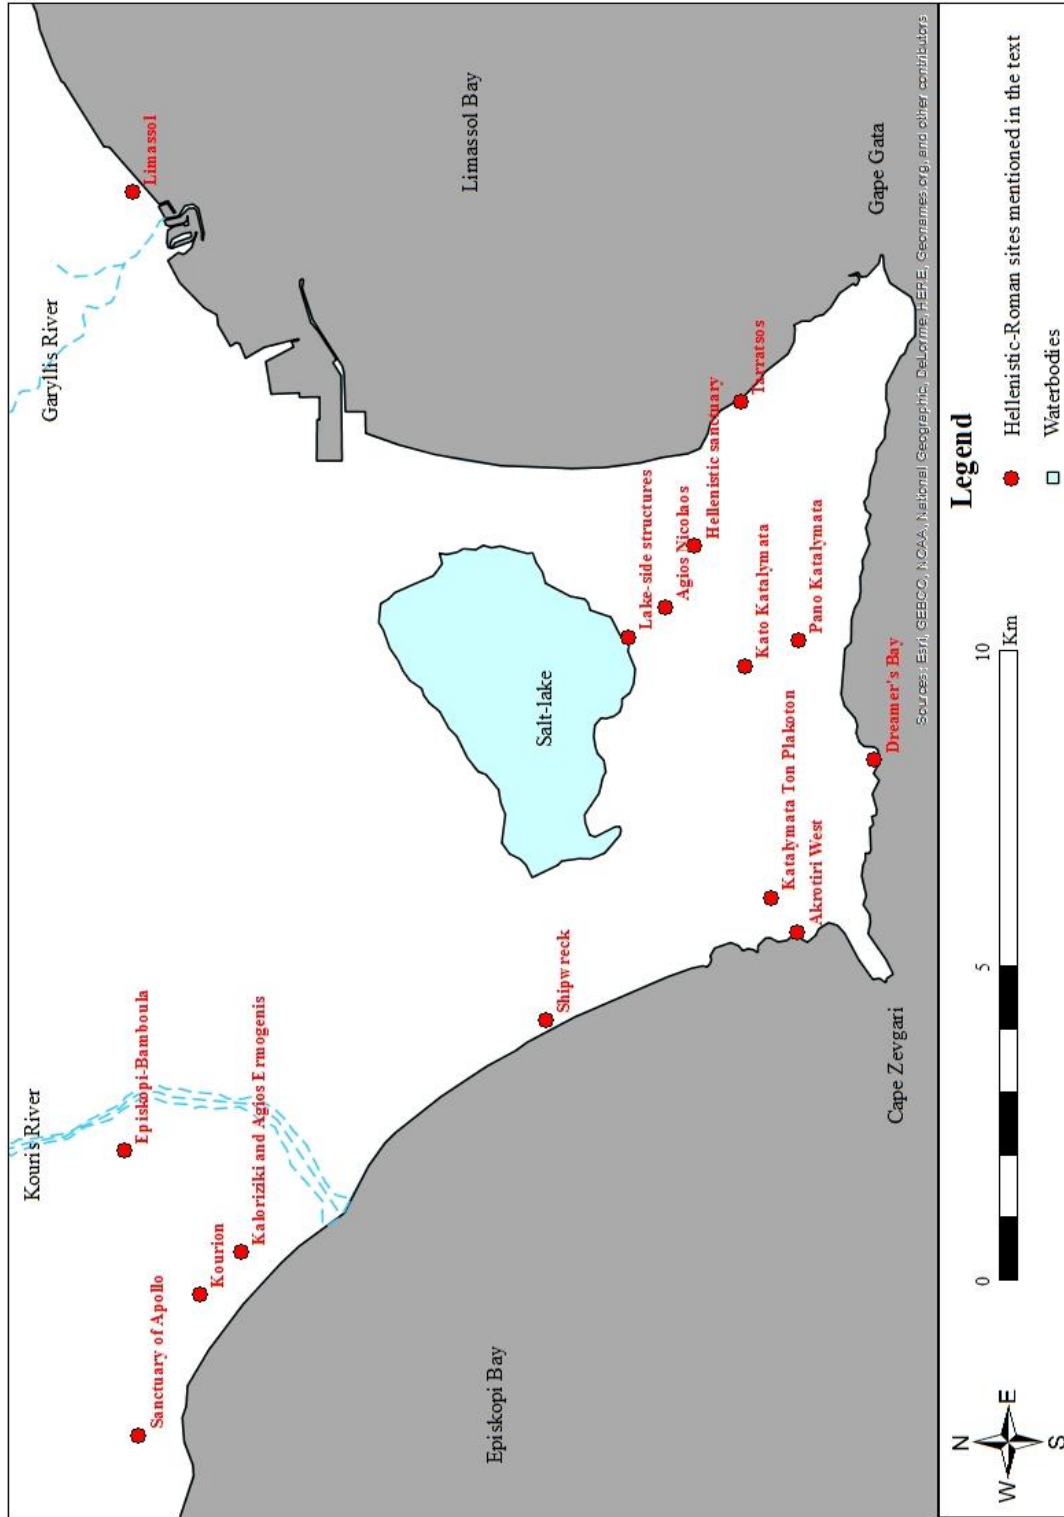 Kouris River
Garyllis River
Limassol
Episkopi-Bamboula
Sanctuary of Apollo
Kourion
Kaloriziki and Agios Ermogenis
Limassol Bay
Episkopi Bay
Salt-lake
Shipwreck
Lake-side structures
Agios Nicolaos
Hellenistic sanctuary
Tarratsos
Kato Katalymata
Pano Katalymata
Katalymata Ton Plakoton
Akrotiri West
Dreamer's Bay
Cape Zevgari
Gape Gata
Sources: Esri, GEBCO, NOAA, National Geographic, DeLorme, HERE, Geonames.org, and other contributors
N
W
E
S
0
5
10
Km
Legend
Hellenistic-Roman sites mentioned in the text
Waterbodies